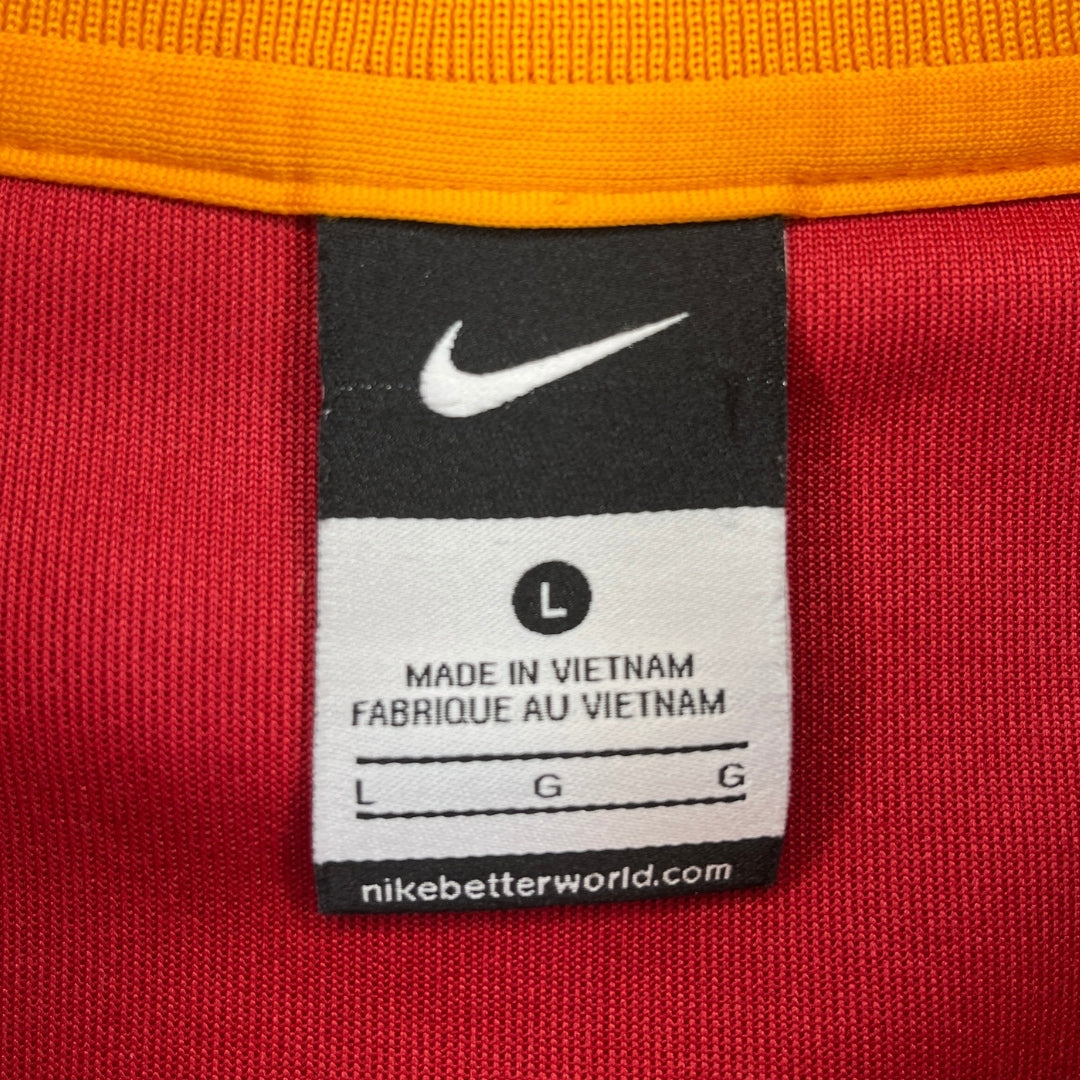 L
MADE IN VIETNAM
FABRIQUE AU VIETNAM
L G G
nikebetterworld.com